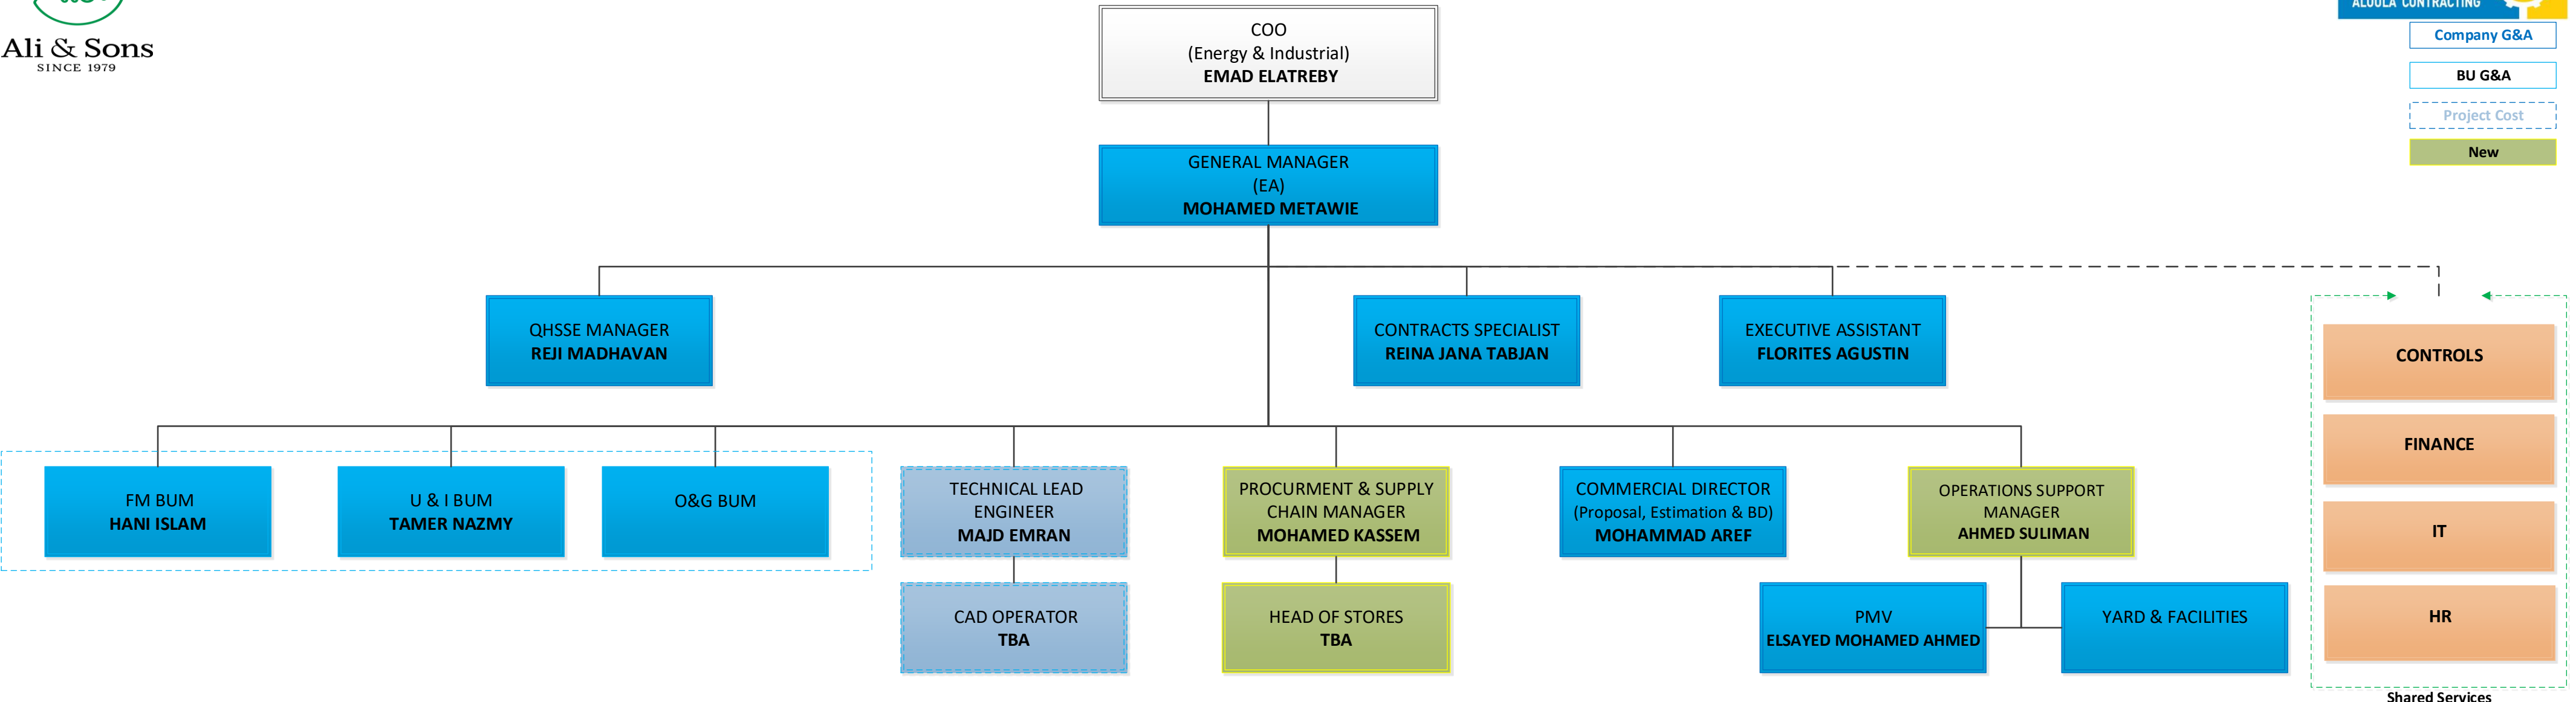 Ali & Sons
SINCE 1979
COO
(Energy & Industrial)
EMAD ELATREBY
ALOULA CONTRACTING
Company G&A
BU G&A
Project Cost
New
GENERAL MANAGER
(EA)
MOHAMED METAWIE
QHSSE MANAGER
REJI MADHAVAN
CONTRACTS SPECIALIST
REINA JANA TABJAN
EXECUTIVE ASSISTANT
FLORITES AGUSTIN
FM BUM
HANI ISLAM
U & I BUM
TAMER NAZMY
O&G BUM
TECHNICAL LEAD
ENGINEER
MAJD EMRAN
PROCURMENT & SUPPLY
CHAIN MANAGER
MOHAMED KASSEM
COMMERCIAL DIRECTOR
(Proposal, Estimation & BD)
MOHAMMAD AREF
OPERATIONS SUPPORT
MANAGER
AHMED SULIMAN
CAD OPERATOR
TBA
HEAD OF STORES
TBA
PMV
ELSAYED MOHAMED AHMED
YARD & FACILITIES
CONTROLS
FINANCE
IT
HR
Shared Services